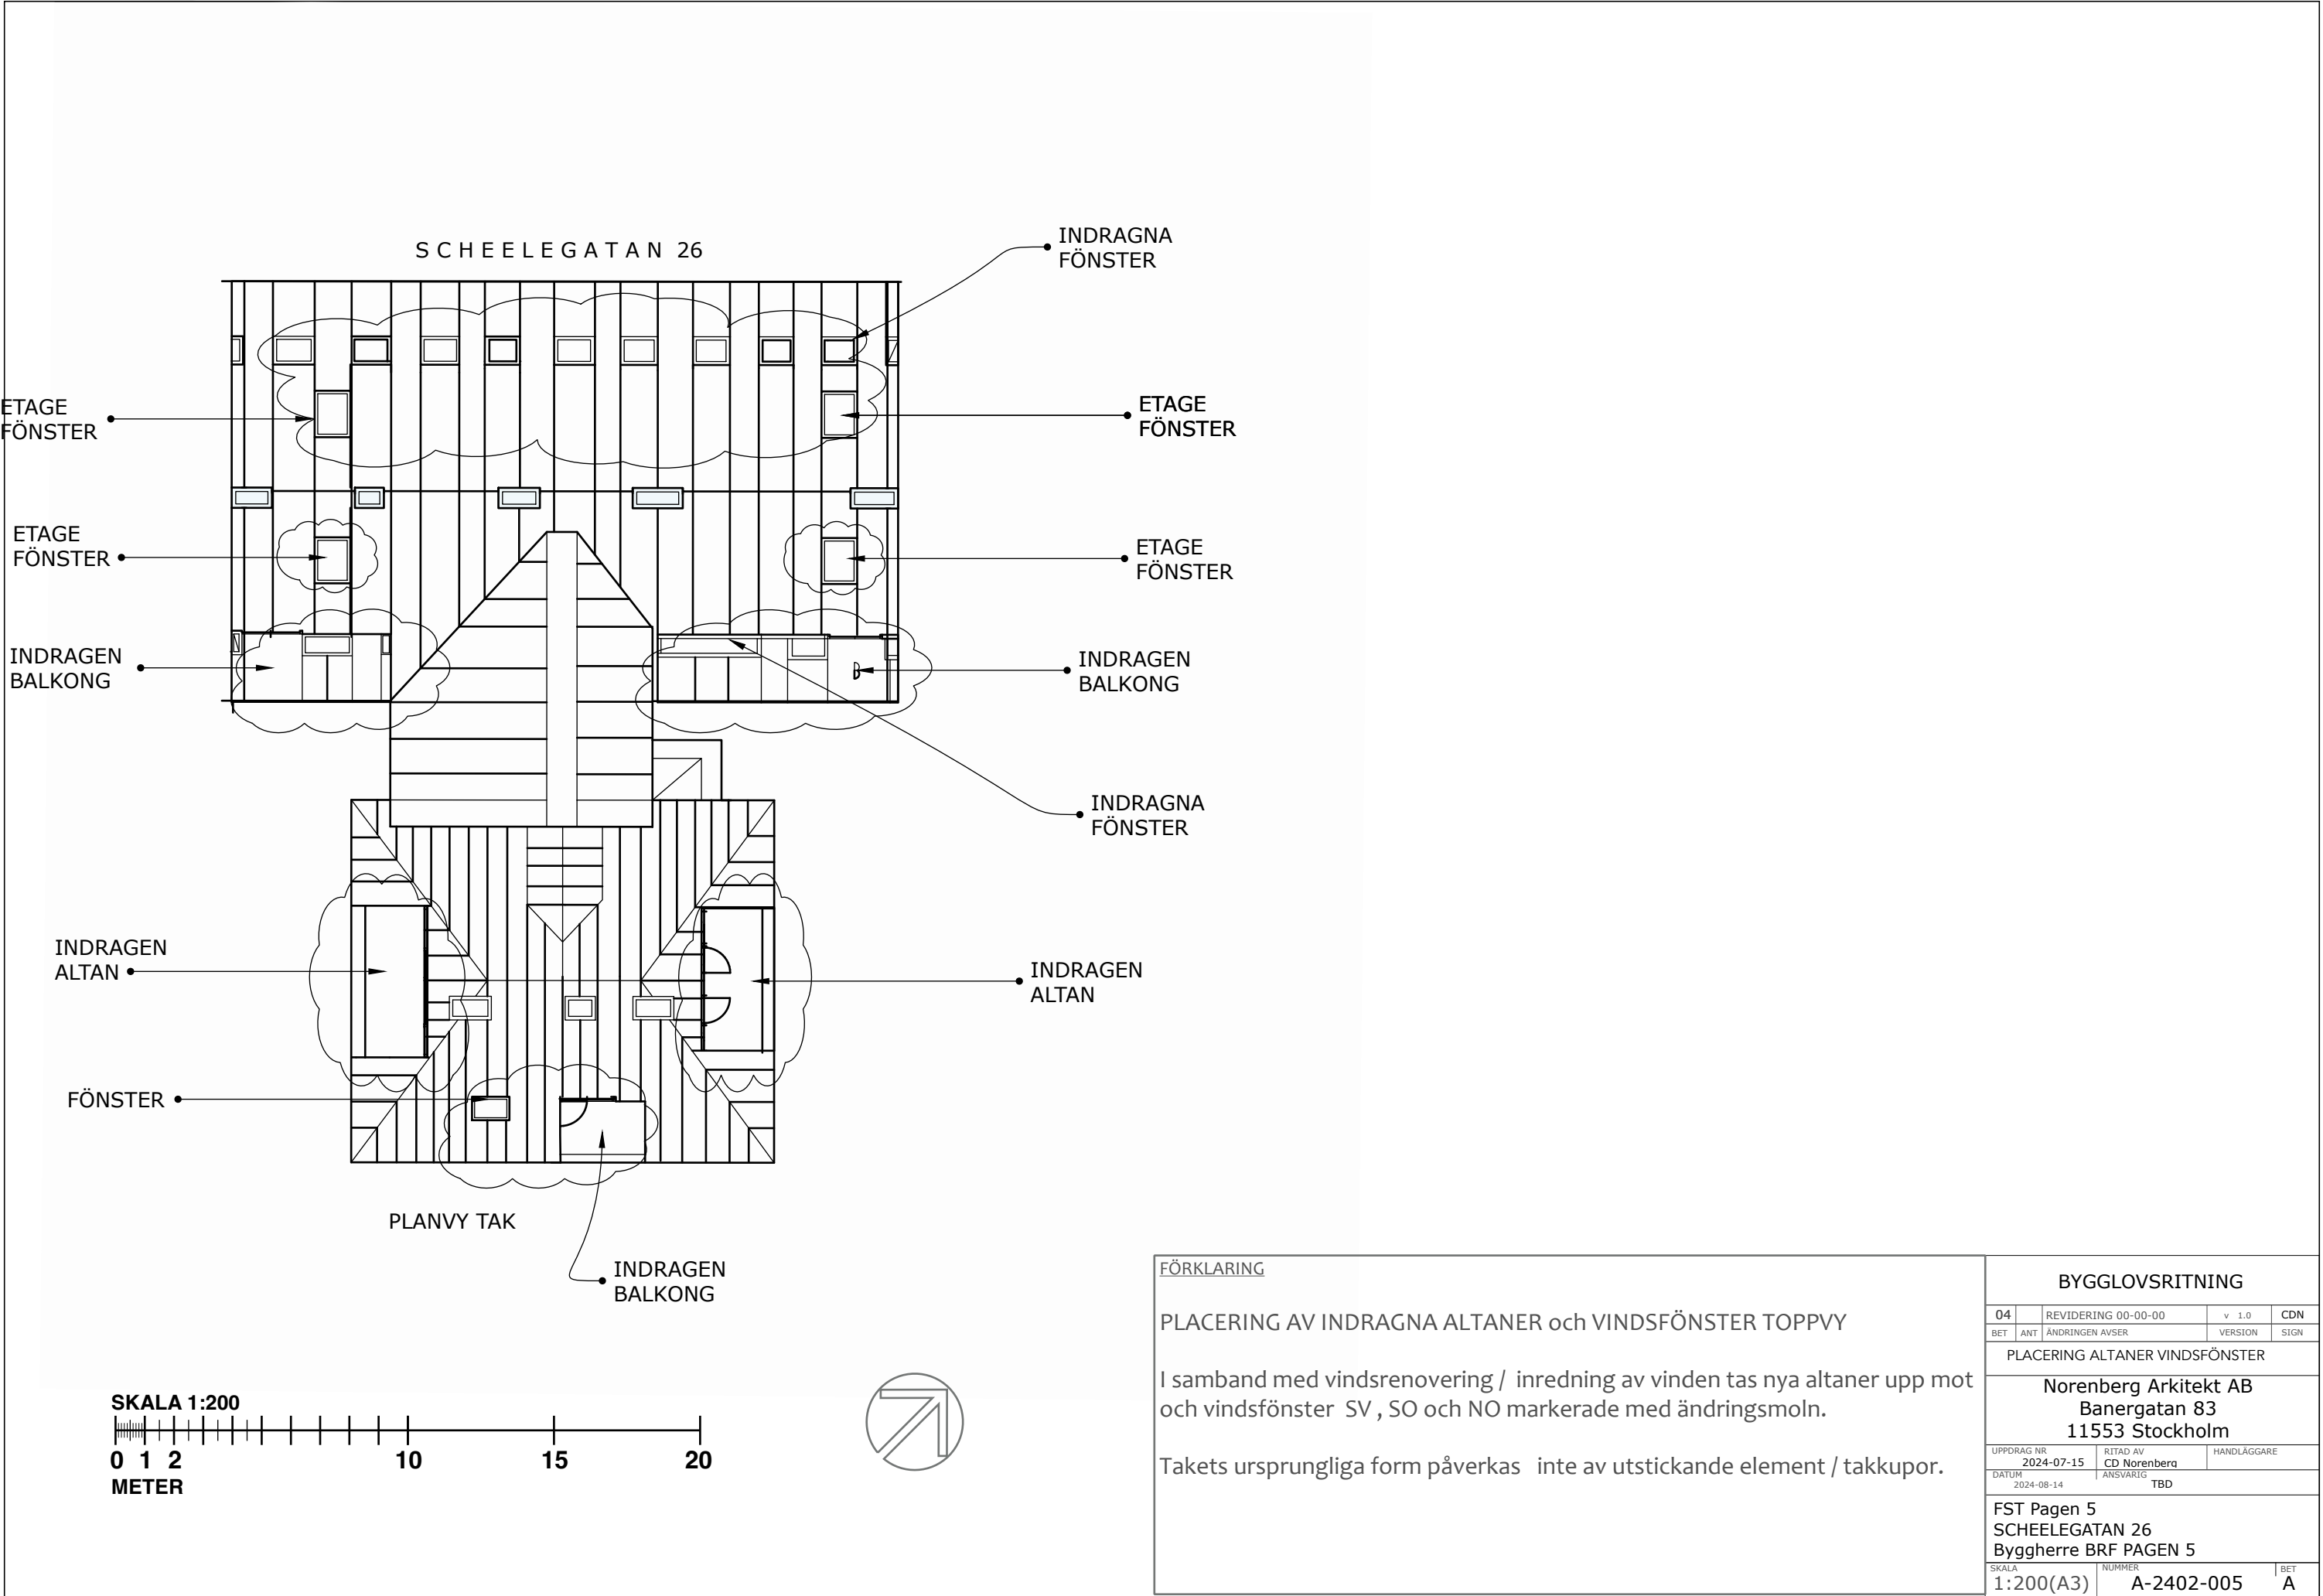 S C H E E L E G A T A N 26
INDRAGNA
FÖNSTER
ETAGE
FÖNSTER
ETAGE
FÖNSTER
ETAGE
FÖNSTER
ETAGE
FÖNSTER
INDRAGEN
BALKONG
INDRAGEN
BALKONG
INDRAGNA
FÖNSTER
INDRAGEN
ALTAN
INDRAGEN
ALTAN
FÖNSTER
PLANVY TAK
INDRAGEN
BALKONG
SKALA 1:200
0 1 2 10 15 20
METER
FÖRKLARING
PLACERING AV INDRAGNA ALTANER och VINDSFÖNSTER TOPPVY
I samband med vindsrenovering / inredning av vinden tas nya altaner upp mot
och vindsfönster SV , SO och NO markerade med ändringsmoln.
Takets ursprungliga form påverkas inte av utstickande element / takkupor.
BYGGLOVSRITNING
04 REVIDERING 00-00-00 v 1.0 CDN
BET ANT ÄNDRINGEN AVSER VERSION SIGN
PLACERING ALTANER VINDSFÖNSTER
Norenberg Arkitekt AB
Banergatan 83
11553 Stockholm
UPPDRAG NR RITAD AV HANDLÄGGARE
2024-07-15 CD Norenberg
DATUM ANSVARIG
2024-08-14 TBD
FST Pagen 5
SCHEELEGATAN 26
Byggherre BRF PAGEN 5
SKALA NUMMER BET
1:200(A3) A-2402-005 A